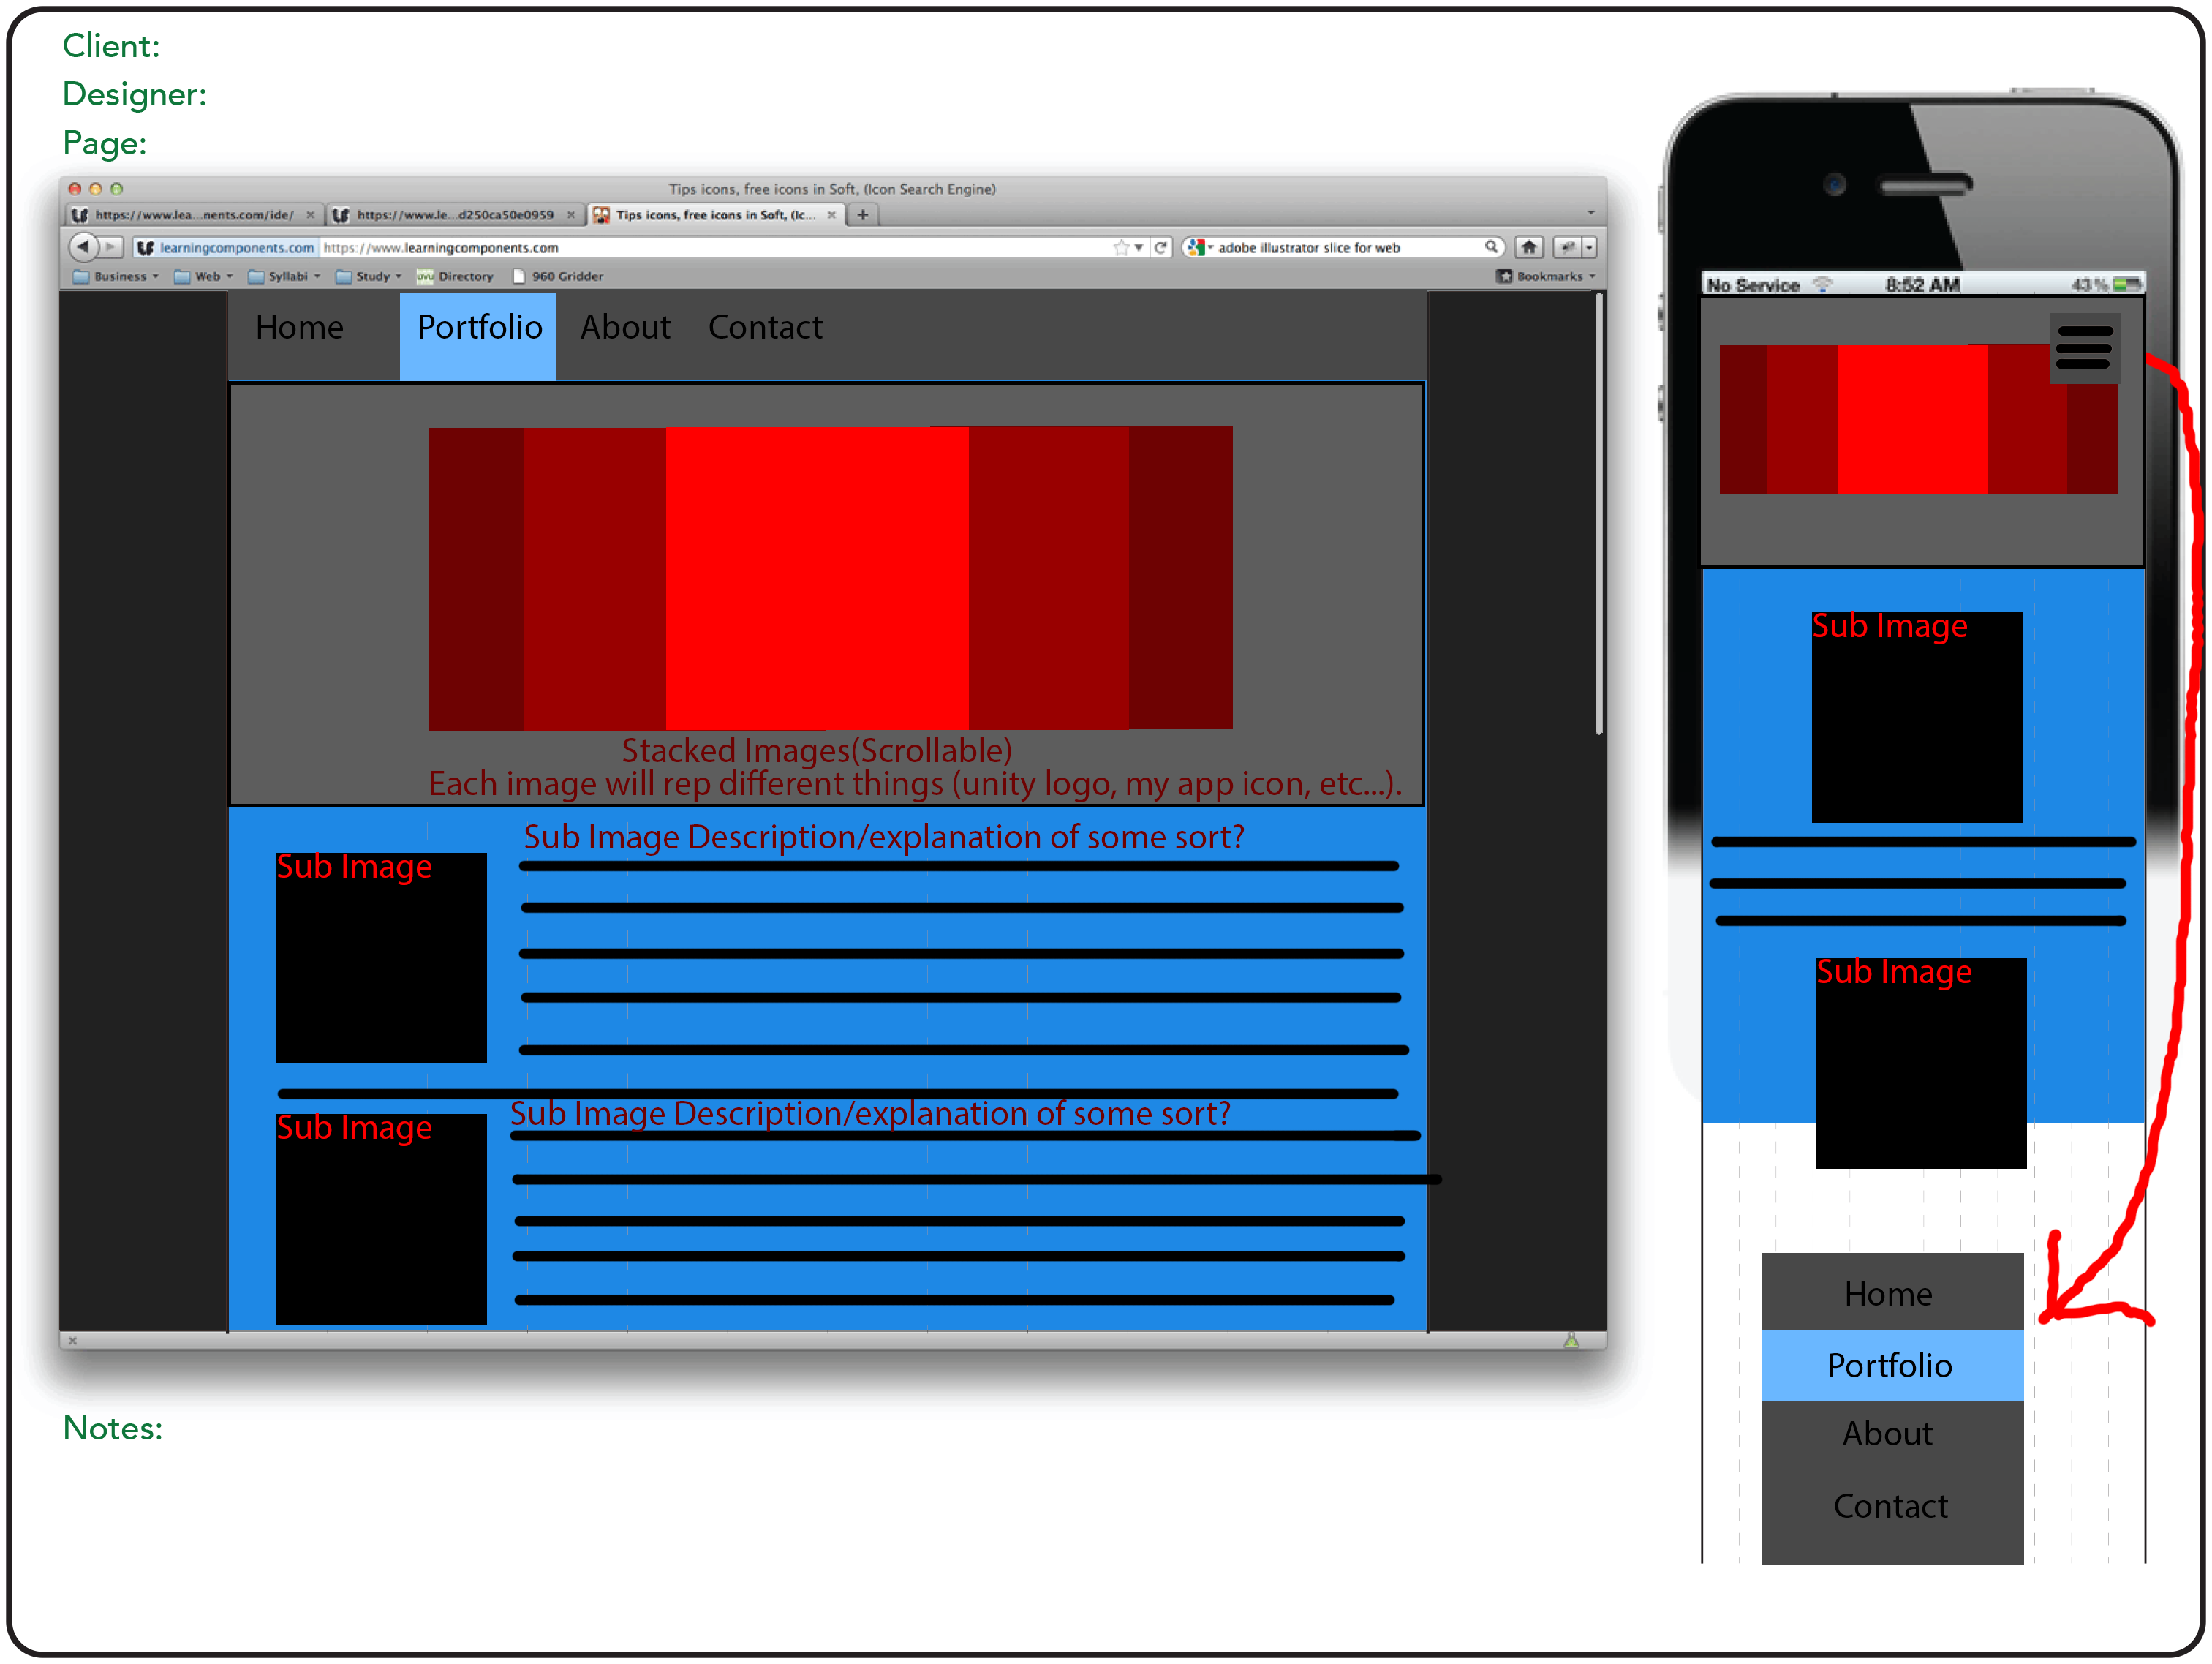 Client:
Designer:
Page:
Tips icons, free icons in Soft, (Icon Search Engine)
https://www.lea...nents.com/ide/
https://www.le...d250ca50e0959
Tips icons, free icons in Soft, (Ic...
learningcomponents.com
https://www.learningcomponents.com
adobe illustrator slice for web
Business
Web
Syllabi
Study
UVU Directory
960 Gridder
Bookmarks
Home
Portfolio
About
Contact
Stacked Images(Scrollable)
Each image will rep different things (unity logo, my app icon, etc...).
Sub Image Description/explanation of some sort?
Sub Image
Sub Image Description/explanation of some sort?
Sub Image
Notes:
No Service
8:52 AM
43%
Sub Image
Sub Image
Home
Portfolio
About
Contact